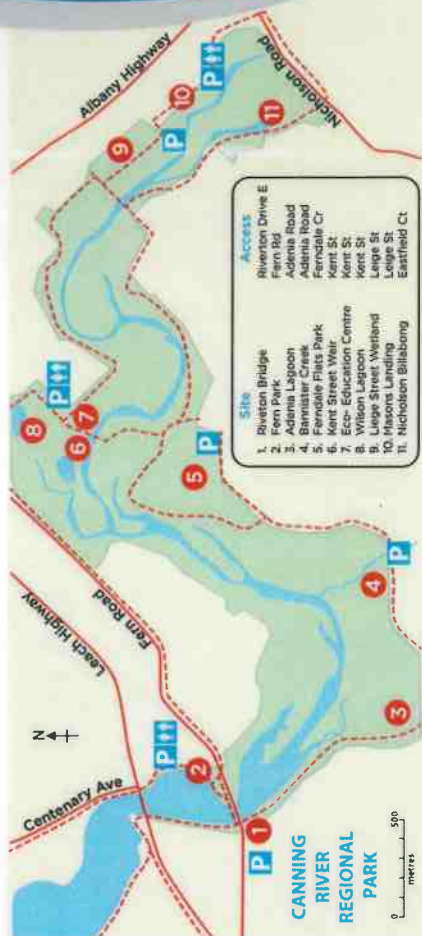 Centenary Ave
N
Leach Highway
Fern Road
Albany Highway
Nicholson Road
P
P
P
P
P
P
P
1
2
3
4
5
6
7
8
9
10
11
CANNING
RIVER
REGIONAL
PARK
0 500
metres
Site Access
1. Riveton Bridge Riverton Drive E
2. Fern Park Fern Rd
3. Adenia Lagoon Adenia Road
4. Bannister Creek Adenia Road
5. Ferndale Flats Park Ferndale Cr
6. Kent Street Weir Kent St
7. Eco- Education Centre Kent St
8. Wilson Lagoon Kent St
9. Liege Street Wetland Leige St
10. Masons Landing Leige St
11. Nicholson Billabong Eastfield Ct